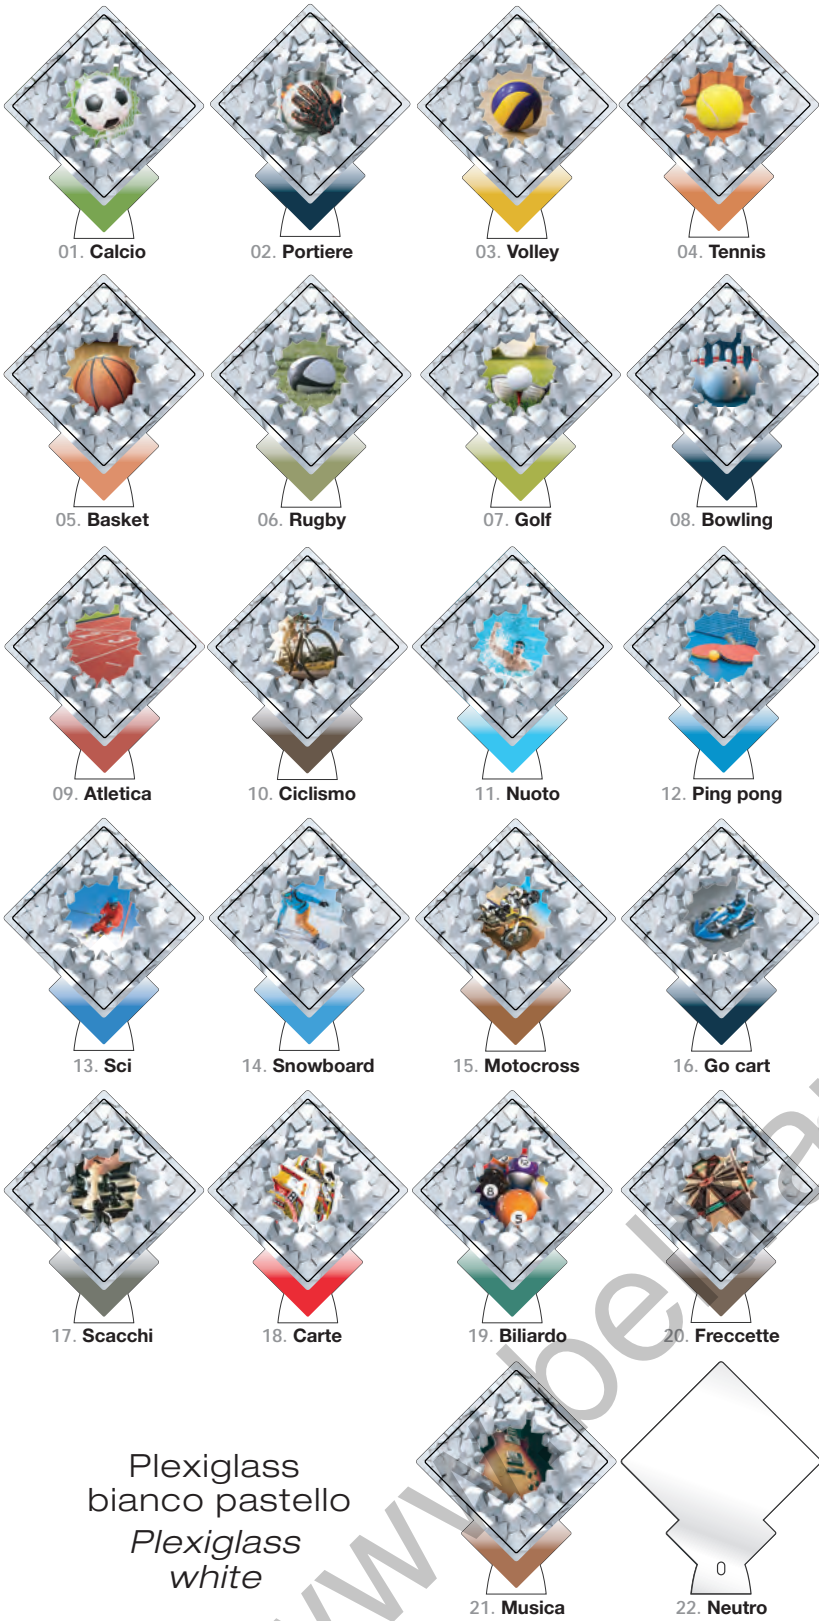 01. Calcio
02. Portiere
03. Volley
04. Tennis
05. Basket
06. Rugby
07. Golf
08. Bowling
09. Atletica
10. Ciclismo
11. Nuoto
12. Ping pong
13. Sci
14. Snowboard
15. Motocross
16. Go cart
17. Scacchi
18. Carte
19. Biliardo
20. Freccette
Plexiglass
bianco pastello
Plexiglass
white
21. Musica
22. Neutro